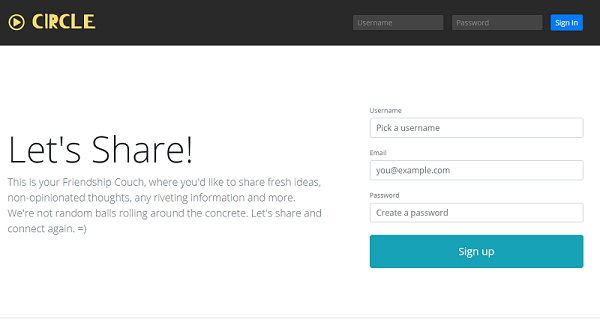 CIRCLE
Username
Password
Sign In
Let's Share!
This is your Friendship Couch, where you'd like to share fresh ideas,
non-opinionated thoughts, any riveting information and more.
We're not random balls rolling around the concrete. Let's share and
connect again. =)
Username
Pick a username
Email
you@example.com
Password
Create a password
Sign up